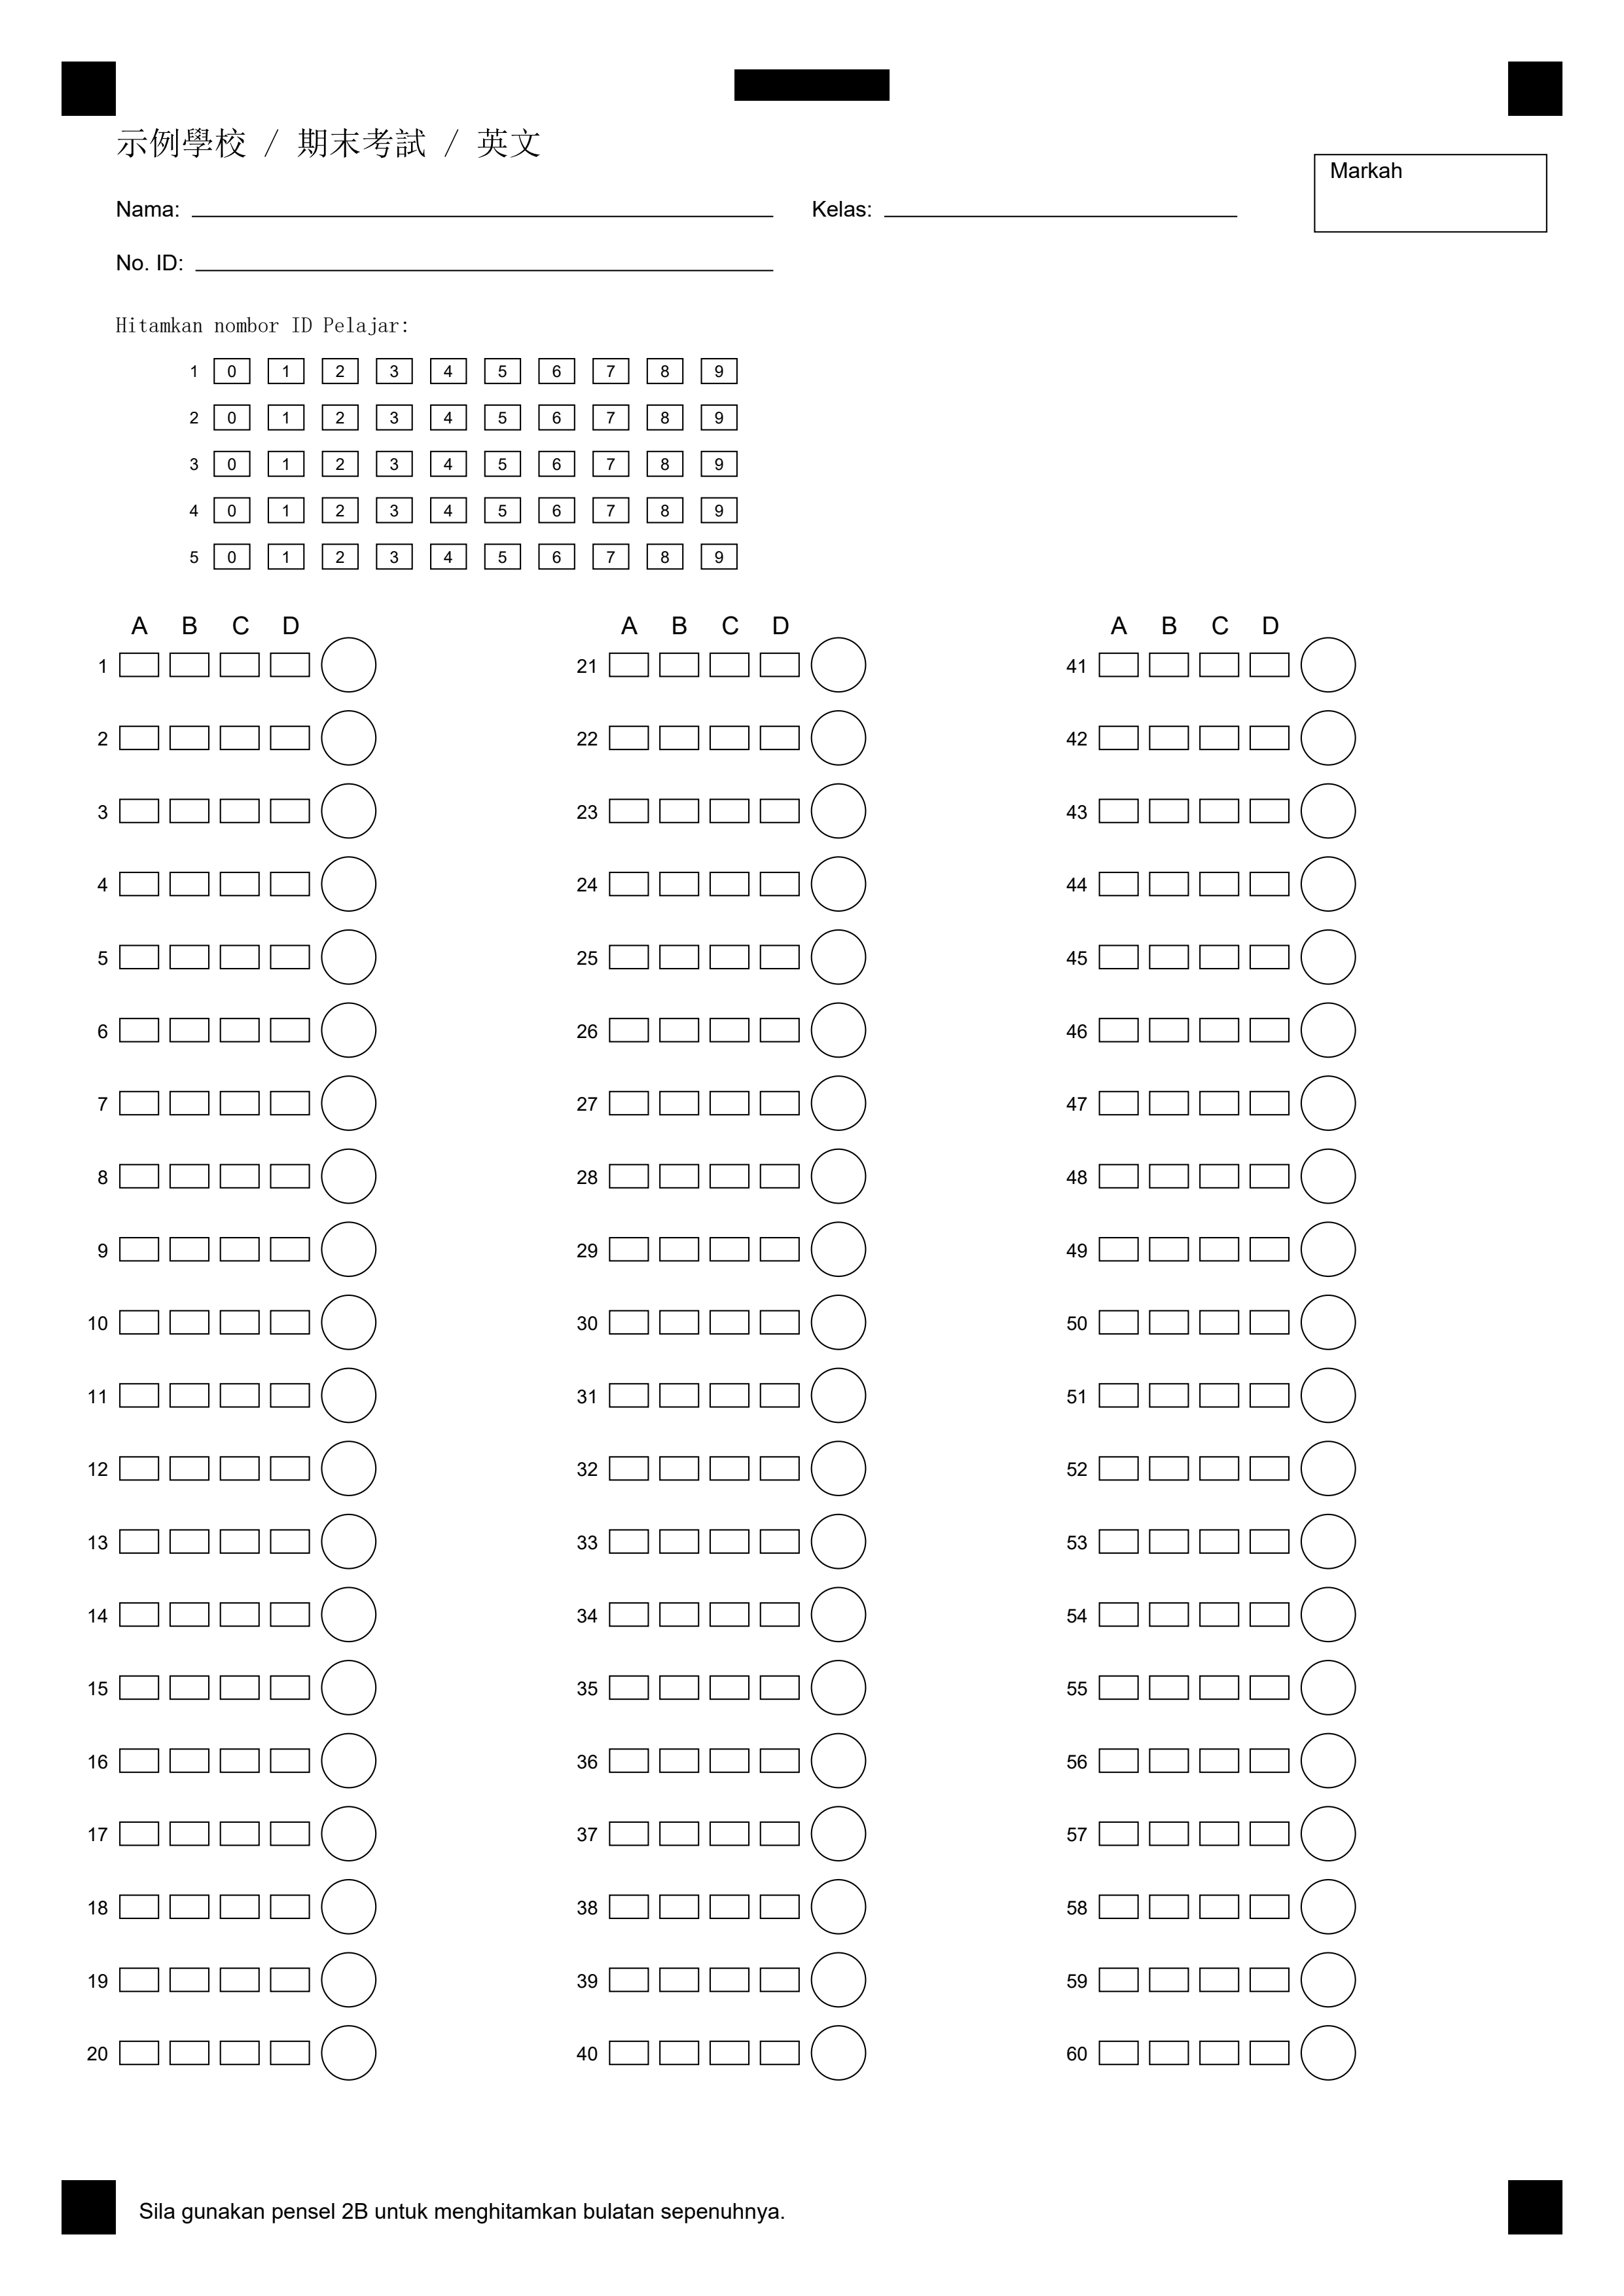 示例學校 / 期末考試 / 英文
Markah
Nama: Kelas:
No. ID:
Hitamkan nombor ID Pelajar:
1 0 1 2 3 4 5 6 7 8 9
2 0 1 2 3 4 5 6 7 8 9
3 0 1 2 3 4 5 6 7 8 9
4 0 1 2 3 4 5 6 7 8 9
5 0 1 2 3 4 5 6 7 8 9
A B C D A B C D A B C D
1 21 41
2 22 42
3 23 43
4 24 44
5 25 45
6 26 46
7 27 47
8 28 48
9 29 49
10 30 50
11 31 51
12 32 52
13 33 53
14 34 54
15 35 55
16 36 56
17 37 57
18 38 58
19 39 59
20 40 60
Sila gunakan pensel 2B untuk menghitamkan bulatan sepenuhnya.